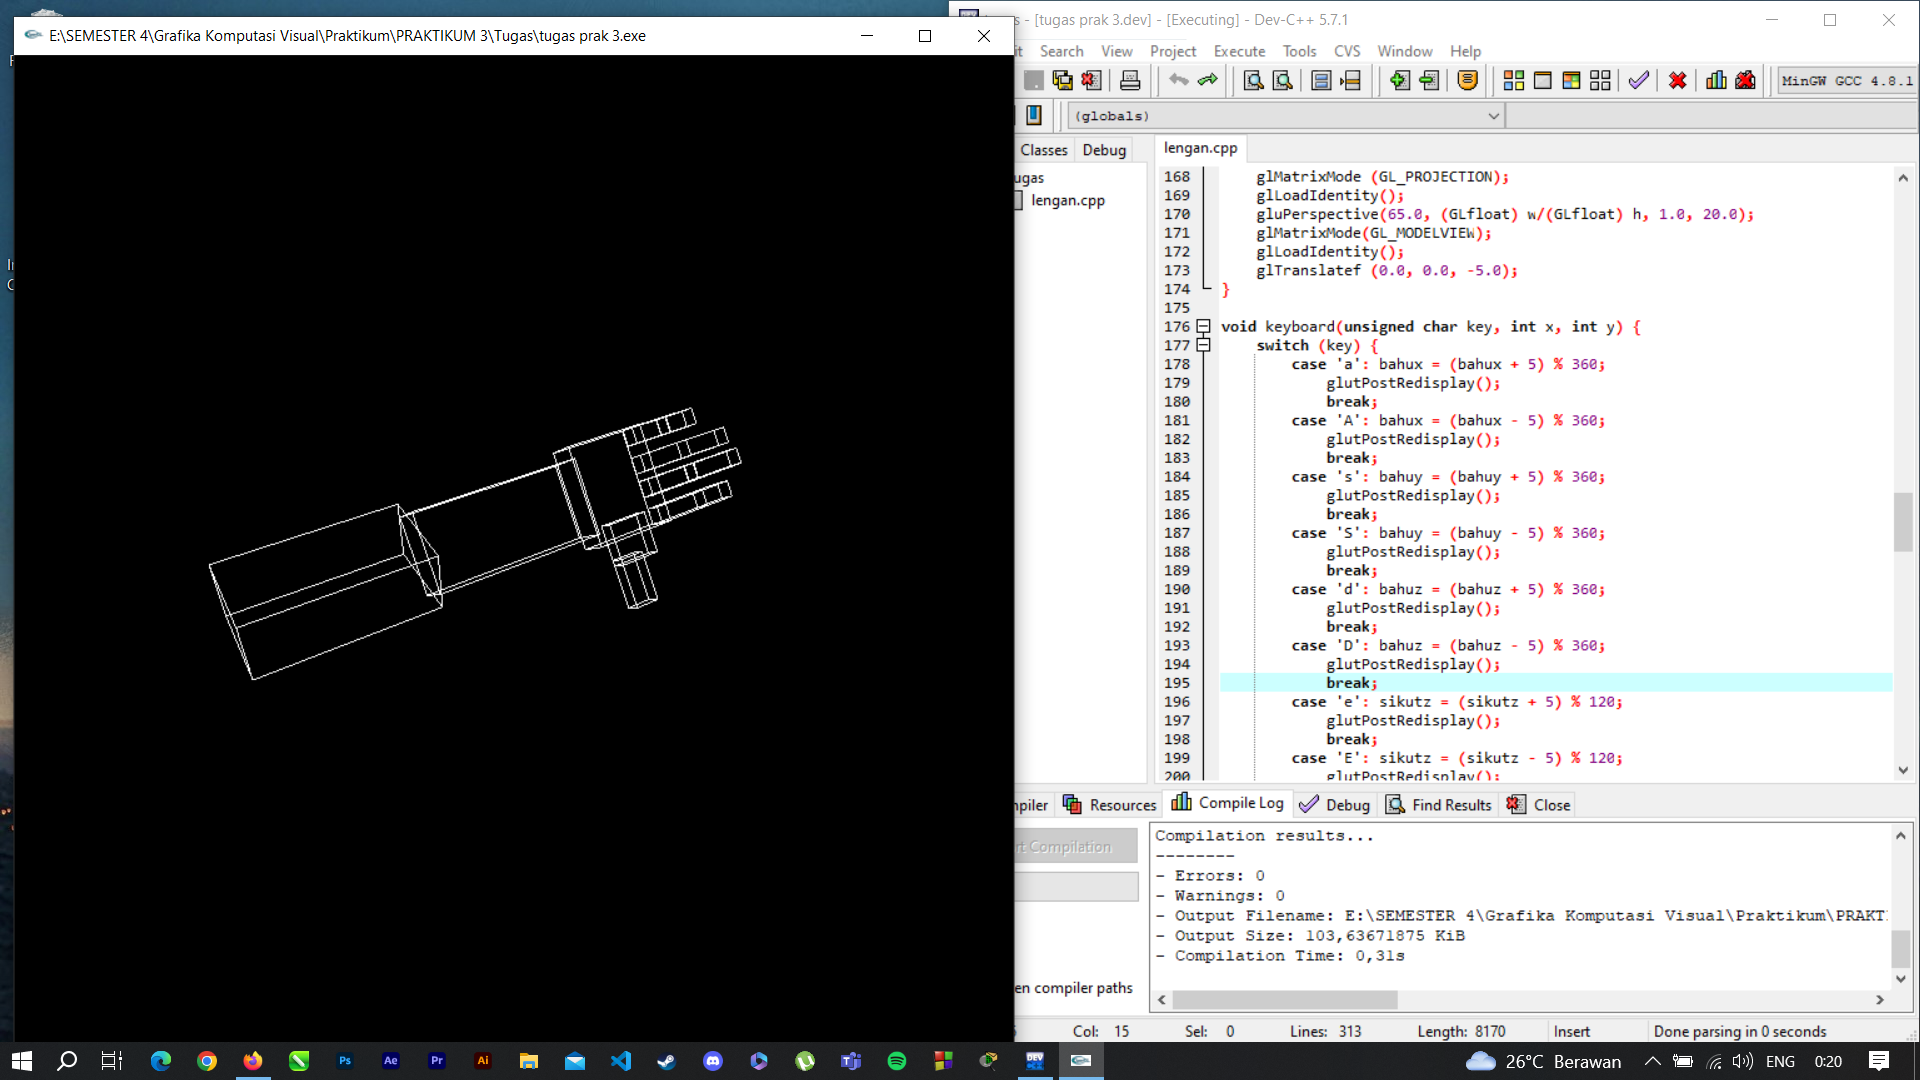 E:\SEMESTER 4\Grafika Komputasi Visual\Praktikum\PRAKTIKUM 3\Tugas\tugas prak 3.exe
- [tugas prak 3.dev] - [Executing] - Dev-C++ 5.7.1
Search View Project Execute Tools CVS Window Help
MinGW GCC 4.8.1
(globals)
Classes Debug
lengan.cpp
lengan.cpp
168 glMatrixMode (GL_PROJECTION);
169 glLoadIdentity();
170 gluPerspective(65.0, (GLfloat) w/(GLfloat) h, 1.0, 20.0);
171 glMatrixMode(GL_MODELVIEW);
172 glLoadIdentity();
173 glTranslatef (0.0, 0.0, -5.0);
174 }
175
176 void keyboard(unsigned char key, int x, int y) {
177 switch (key) {
178 case 'a': bahux = (bahux + 5) % 360;
179 glutPostRedisplay();
180 break;
181 case 'A': bahux = (bahux - 5) % 360;
182 glutPostRedisplay();
183 break;
184 case 's': bahuy = (bahuy + 5) % 360;
185 glutPostRedisplay();
186 break;
187 case 'S': bahuy = (bahuy - 5) % 360;
188 glutPostRedisplay();
189 break;
190 case 'd': bahuz = (bahuz + 5) % 360;
191 glutPostRedisplay();
192 break;
193 case 'D': bahuz = (bahuz - 5) % 360;
194 glutPostRedisplay();
195 break;
196 case 'e': sikutz = (sikutz + 5) % 120;
197 glutPostRedisplay();
198 break;
199 case 'E': sikutz = (sikutz - 5) % 120;
200 glutPostRedisplay();
Resources Compile Log Debug Find Results Close
Compilation
Compilation results...
--------
- Errors: 0
- Warnings: 0
- Output Filename: E:\SEMESTER 4\Grafika Komputasi Visual\Praktikum\PRAKT
- Output Size: 103,63671875 KiB
- Compilation Time: 0,31s
compiler paths
Col: 15 Sel: 0 Lines: 313 Length: 8170 Insert Done parsing in 0 seconds
Ps Ae Pr Ai DEV 26°C Berawan ENG 0:20